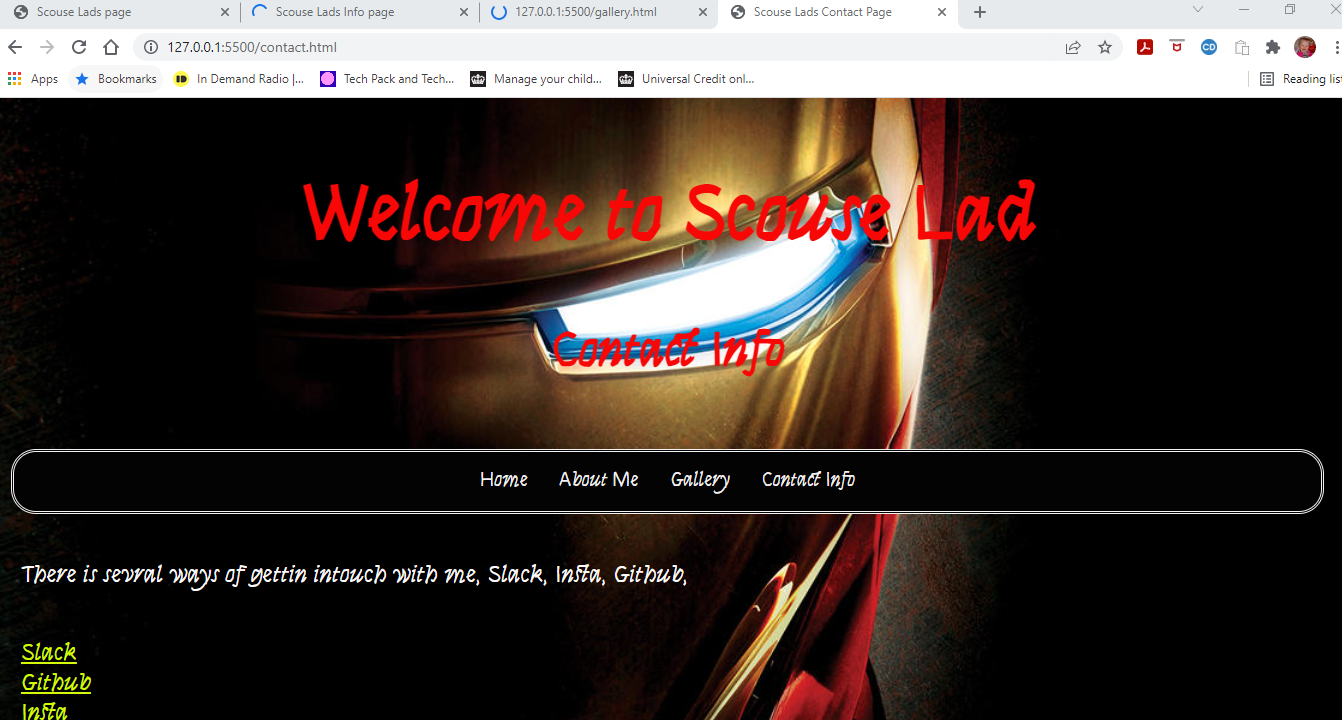 Scouse Lads page
Scouse Lads Info page
127.0.0.1:5500/gallery.html
Scouse Lads Contact Page
127.0.0.1:5500/contact.html
CD
Apps
Bookmarks
In Demand Radio |...
Tech Pack and Tech...
Manage your child...
Universal Credit onl...
Reading list
Welcome to Scouse Lad
Contact Info
Home About Me Gallery Contact Info
There is sevral ways of gettin intouch with me, Slack, Insta, Github,
Slack
Github
Insta